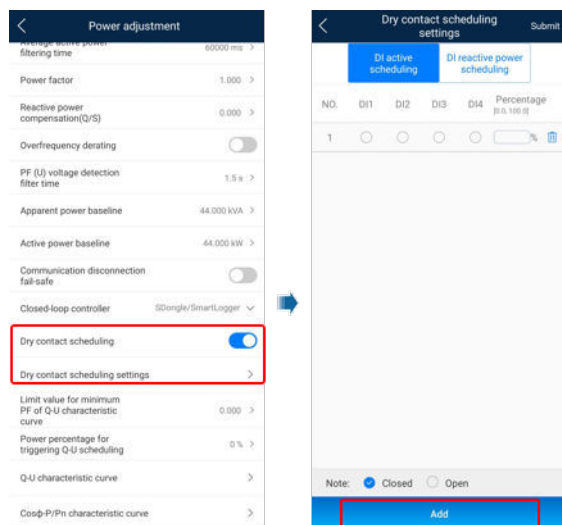 Power adjustment
Average active power
filtering time
60000 ms
Power factor
1.000
Reactive power
compensation(Q/S)
0.000
Overfrequency derating
PF (U) voltage detection
filter time
1.5 s
Apparent power baseline
44.000 kVA
Active power baseline
44.000 kW
Communication disconnection
fail-safe
Closed-loop controller
SDongle/SmartLogger
Dry contact scheduling
Dry contact scheduling settings
Limit value for minimum
PF of Q-U characteristic
curve
0.000
Power percentage for
triggering Q-U scheduling
0 %
Q-U characteristic curve
Cosφ-P/Pn characteristic curve
Dry contact scheduling
settings
Submit
DI active
scheduling
DI reactive power
scheduling
NO. DI1 DI2 DI3 DI4 Percentage
[0.0, 100.0]
1 %
Note: Closed Open
Add